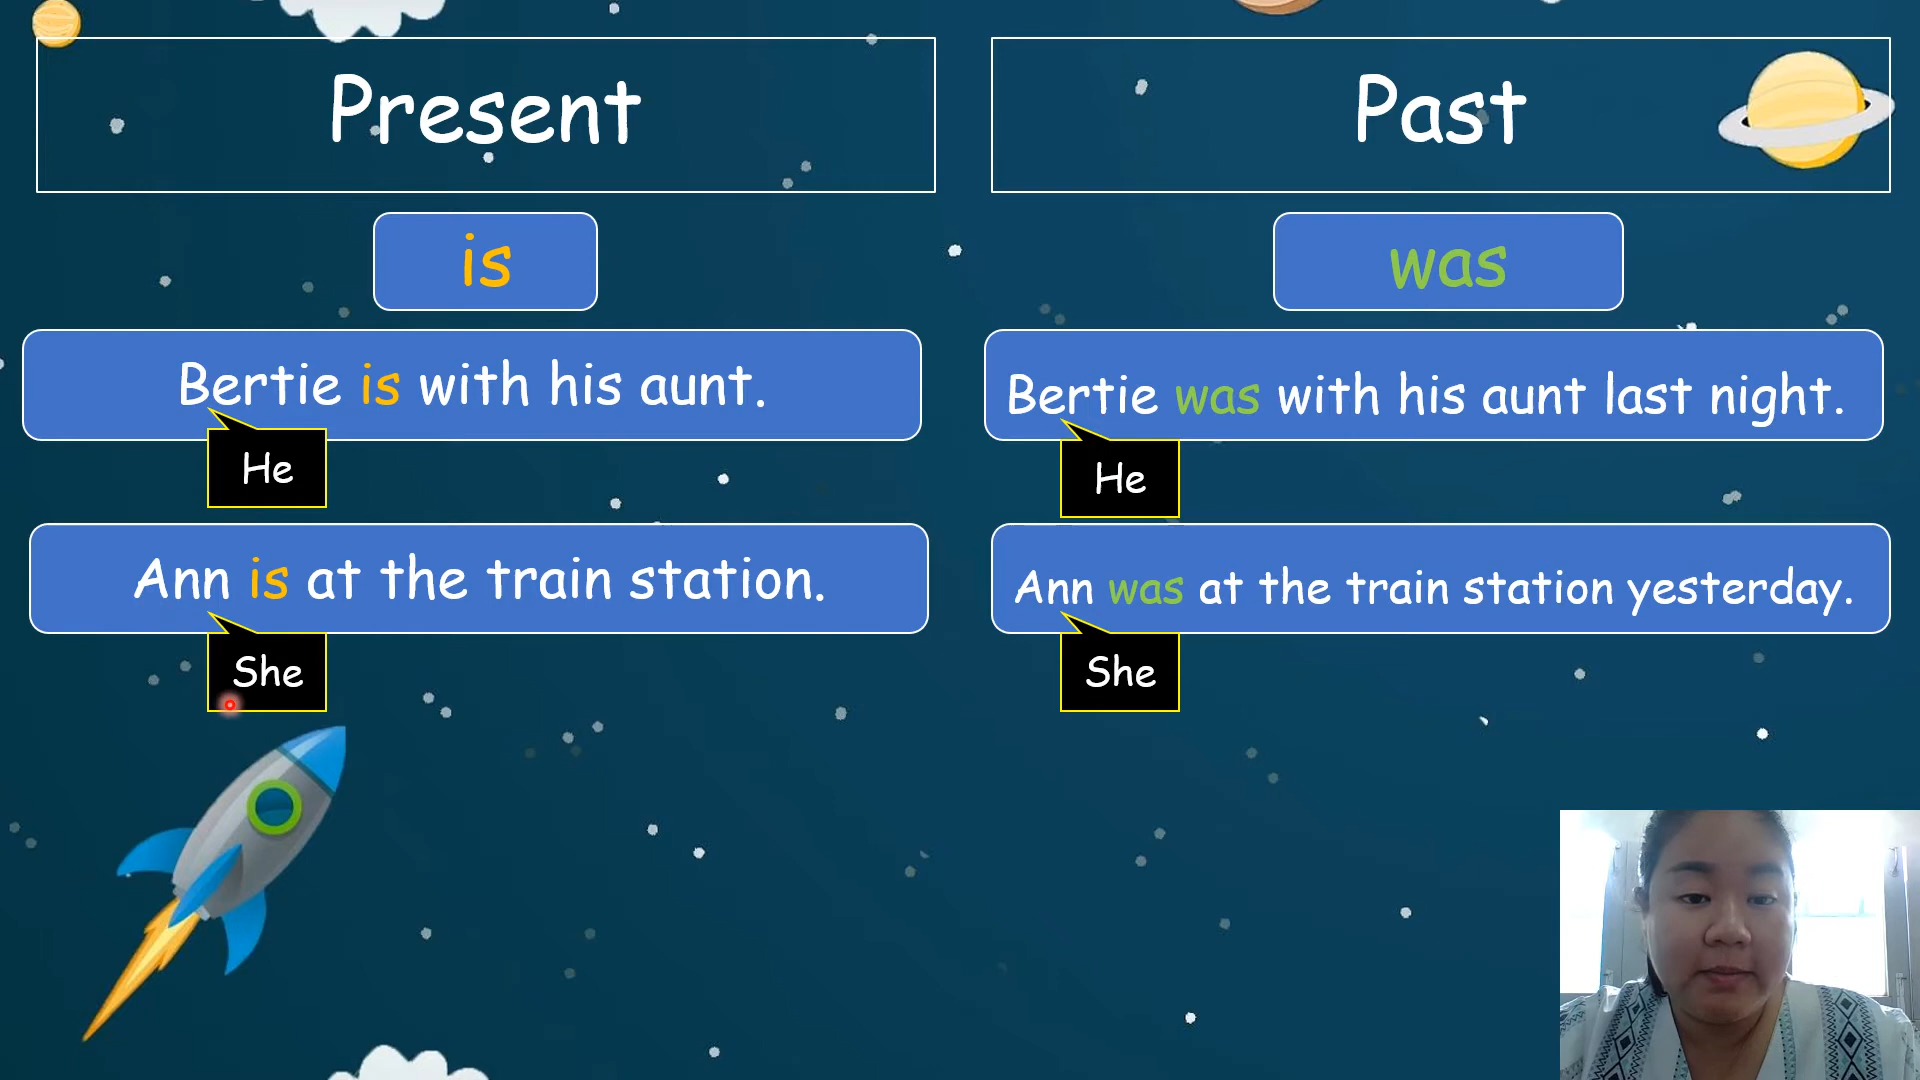 Present
Past
is
was
Bertie is with his aunt.
Bertie was with his aunt last night.
He
He
Ann is at the train station.
Ann was at the train station yesterday.
She
She